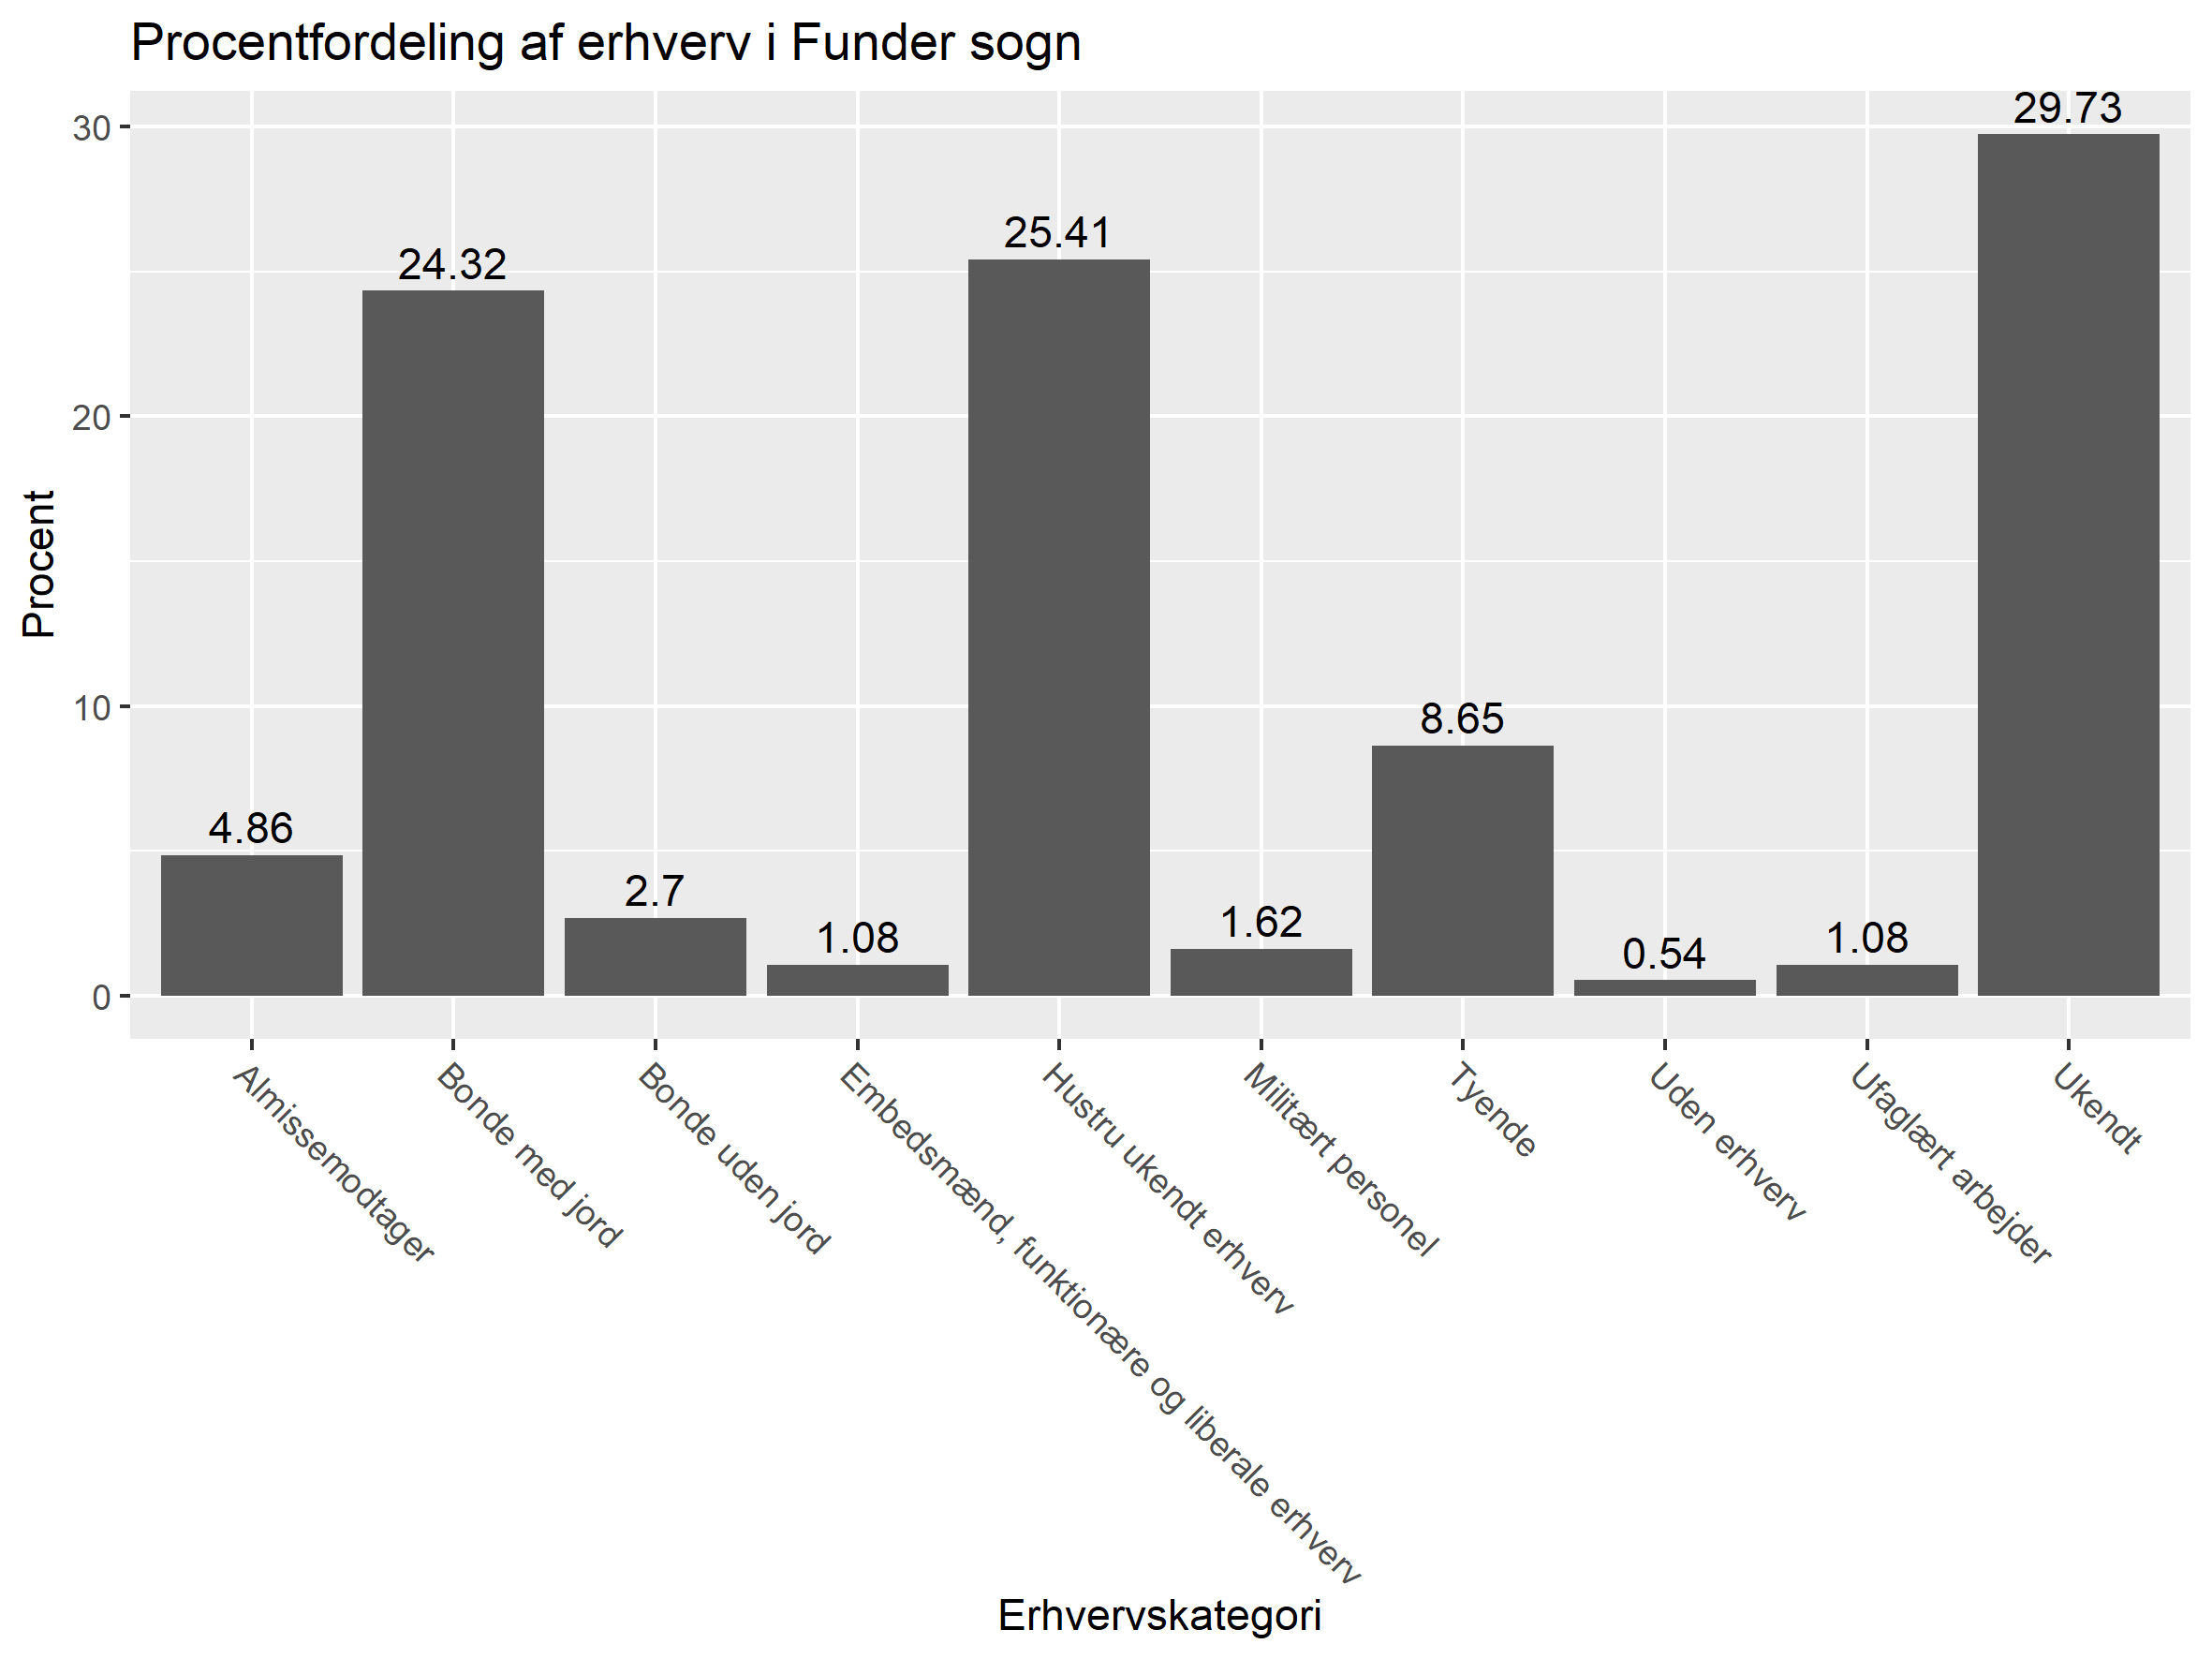 Procentfordeling af erhverv i Funder sogn
Procent
30
20
10
0
4.86
24.32
2.7
1.08
25.41
1.62
8.65
0.54
1.08
29.73
Almissemodtager
Bonde med jord
Bonde uden jord
Embedsmænd, funktionære og liberale erhverv
Hustru ukendt erhverv
Militært personel
Tyende
Uden erhverv
Ufaglært arbejder
Ukendt
Erhvervskategori